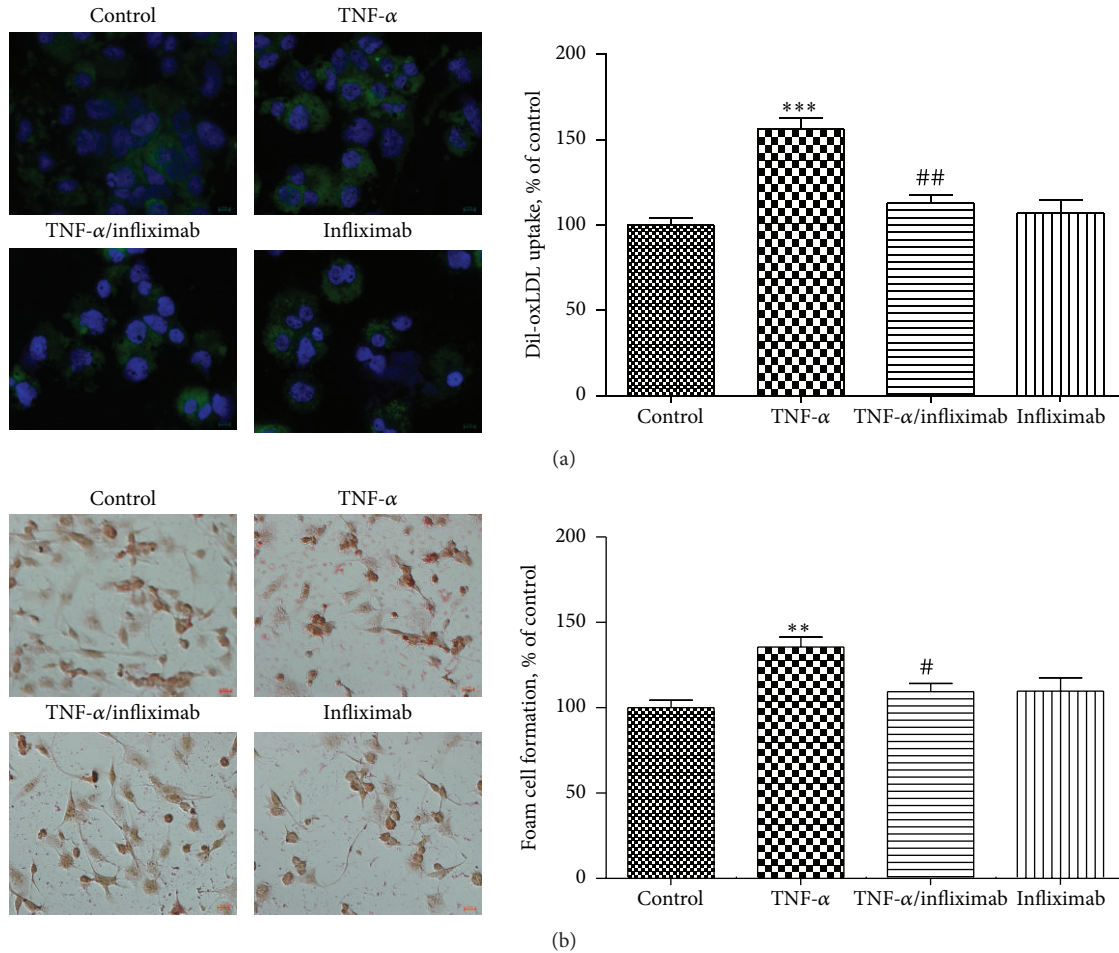 Control
TNF-α
TNF-α/infliximab
Infliximab
200
150
100
50
0
Dil-oxLDL uptake, % of control
***
##
Control
TNF-α
TNF-α/infliximab
Infliximab
(a)
Control
TNF-α
TNF-α/infliximab
Infliximab
200
150
100
50
0
Foam cell formation, % of control
**
#
Control
TNF-α
TNF-α/infliximab
Infliximab
(b)